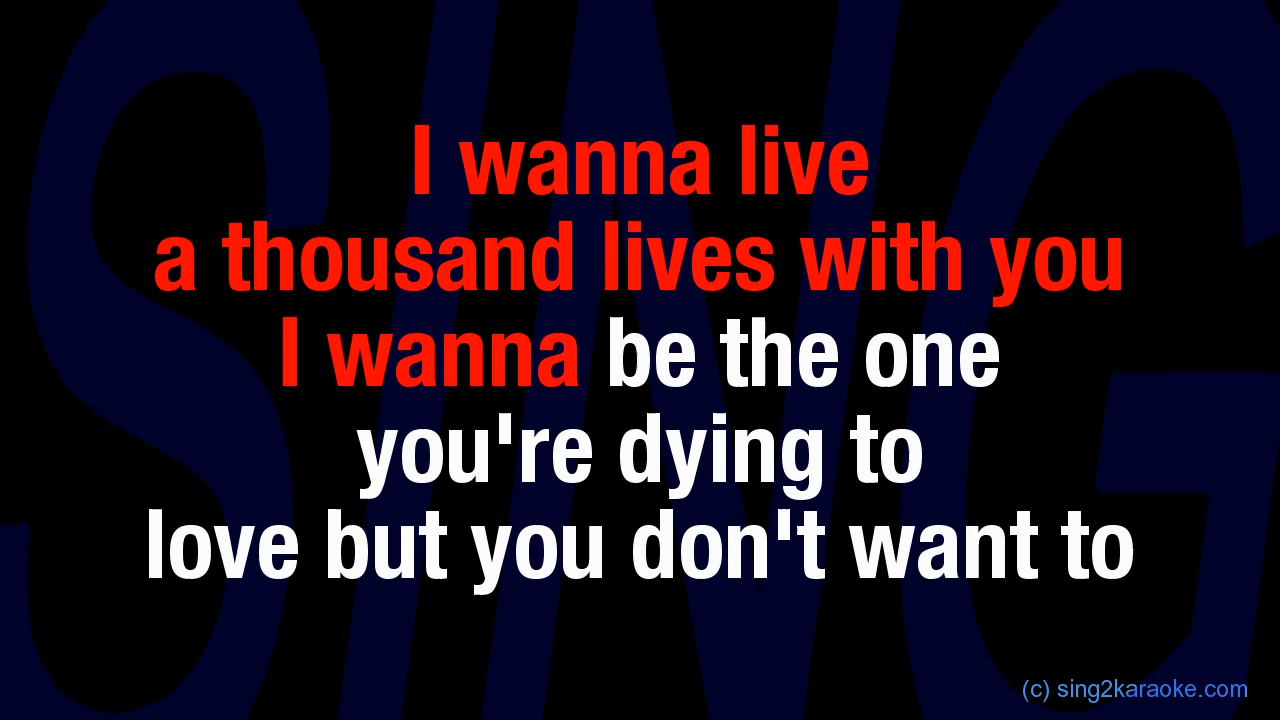 SING
I wanna live
a thousand lives with you
I wanna be the one
you're dying to
love but you don't want to
(c) sing2karaoke.com